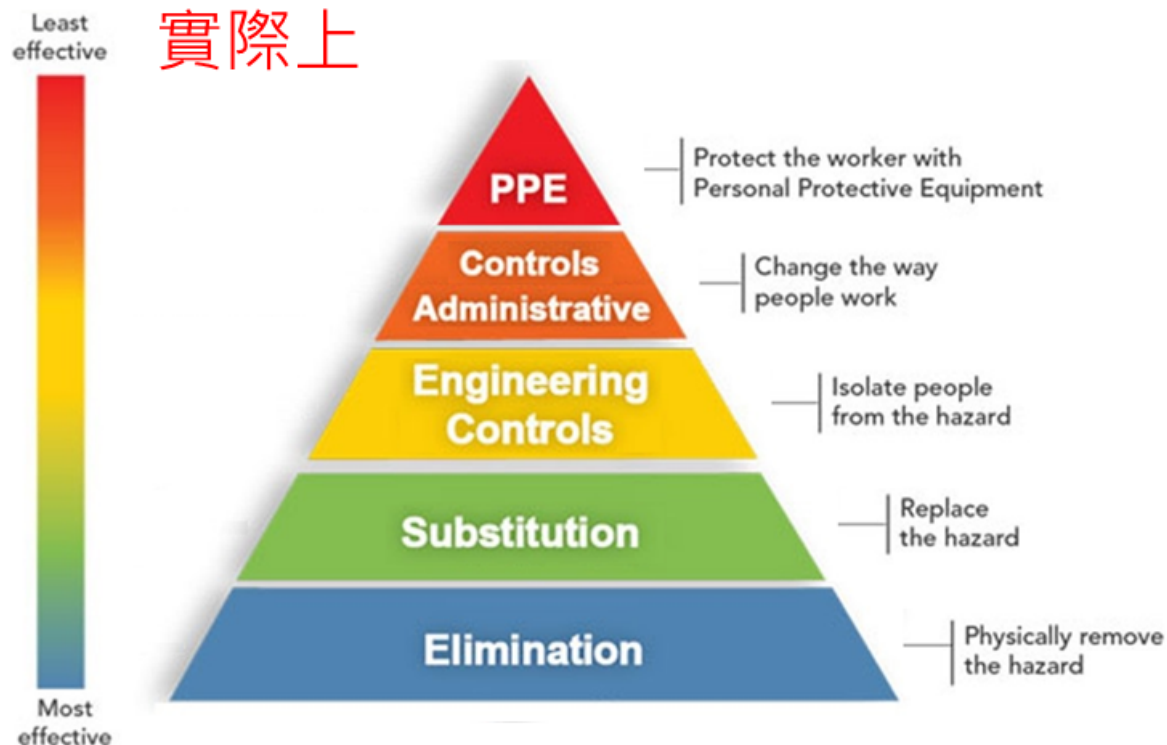 Least
effective
實際上
PPE
Protect the worker with
Personal Protective Equipment
Controls
Administrative
Change the way
people work
Engineering
Controls
Isolate people
from the hazard
Substitution
Replace
the hazard
Elimination
Physically remove
the hazard
Most
effective